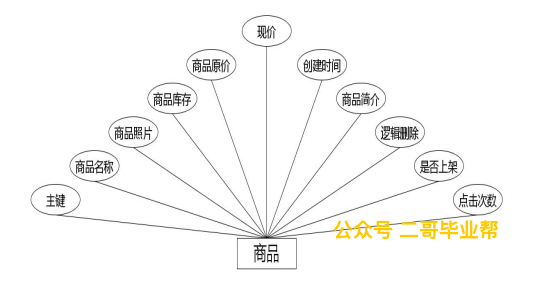 现价
商品原价
创建时间
商品库存
商品简介
商品照片
逻辑删除
商品名称
是否上架
主键
点击次数
公众号 二哥毕业帮
商品